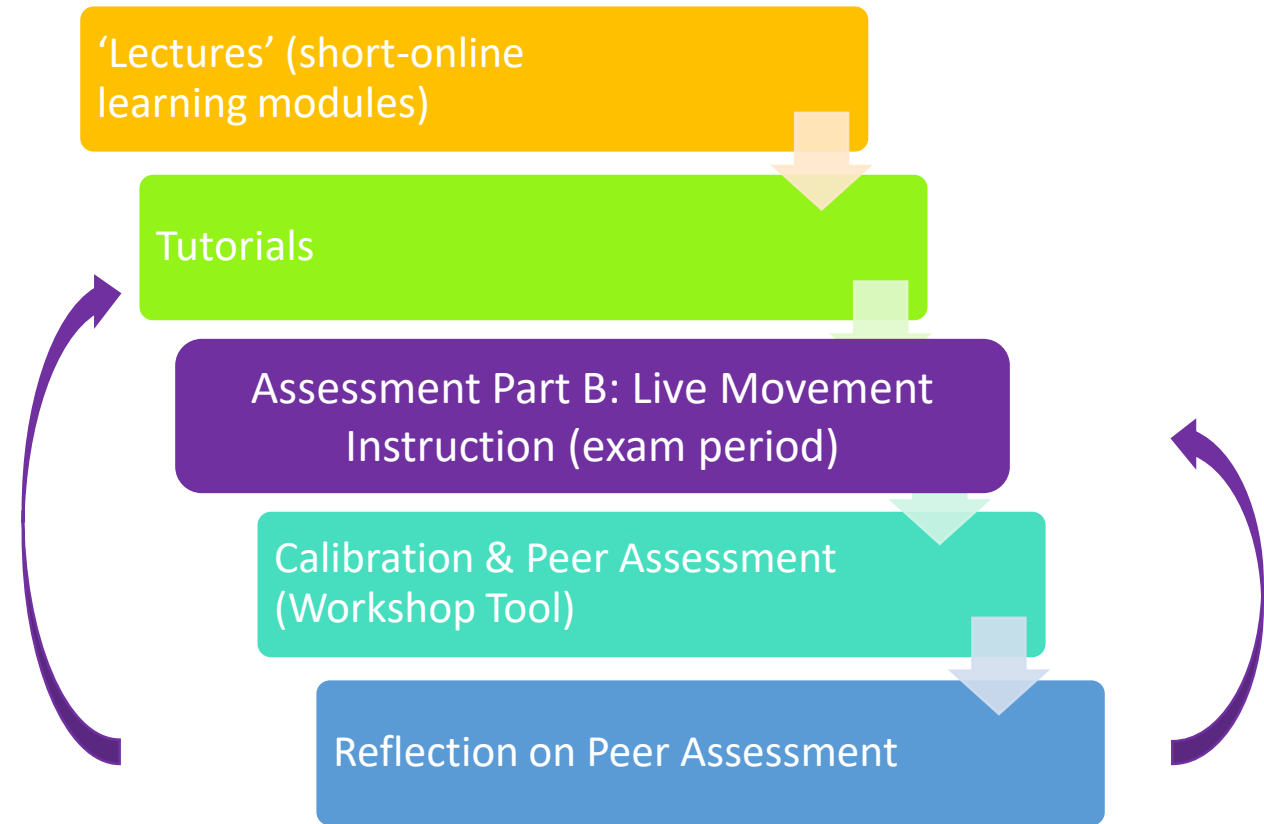 ‘Lectures’ (short-online
learning modules)
Tutorials
Assessment Part B: Live Movement
Instruction (exam period)
Calibration & Peer Assessment
(Workshop Tool)
Reflection on Peer Assessment